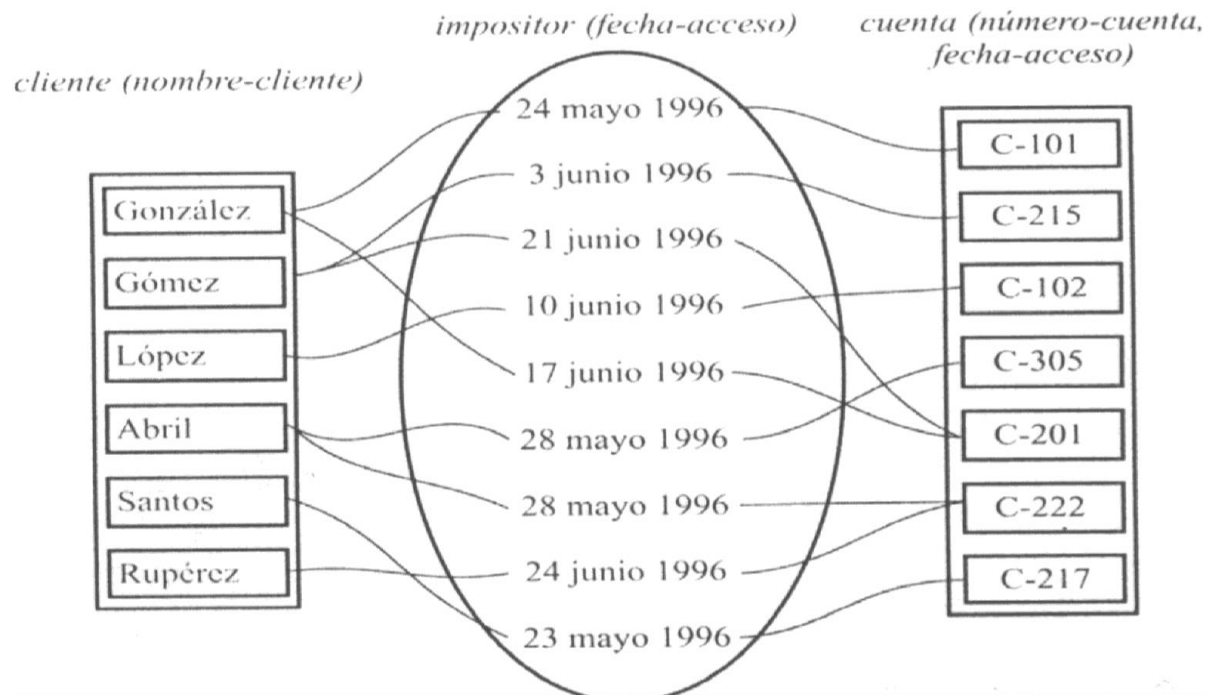 impositor (fecha-acceso)
cuenta (número-cuenta,
fecha-acceso)
cliente (nombre-cliente)
24 mayo 1996
3 junio 1996
21 junio 1996
10 junio 1996
17 junio 1996
28 mayo 1996
28 mayo 1996
24 junio 1996
23 mayo 1996
González
Gómez
López
Abril
Santos
Rupérez
C-101
C-215
C-102
C-305
C-201
C-222
C-217